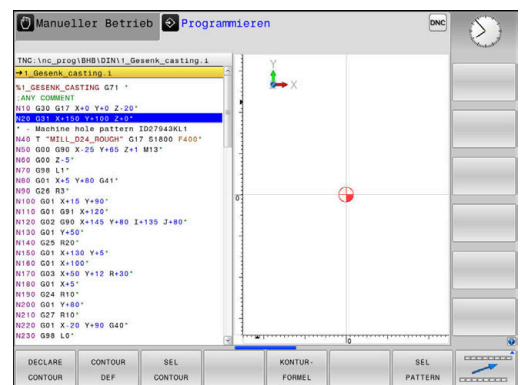 Manueller Betrieb
Programmieren
DNC
TNC:\nc_prog\BHB\DIN\1_Gesenk_casting.i
→1_Gesenk_casting.i
%1_GESENK_CASTING G71 *
;ANY COMMENT
N10 G30 G17 X+0 Y+0 Z-20*
N20 G31 X+150 Y+100 Z+0*
* - Machine hole pattern ID27943KL1
N40 T "MILL_D24_ROUGH" G17 S1800 F400*
N50 G00 G90 X-25 Y+65 Z+1 M13*
N60 G00 Z-5*
N70 G98 L1*
N80 G01 X+5 Y+80 G41*
N90 G26 R3*
N100 G01 X+15 Y+90*
N110 G01 G91 X+120*
N120 G02 G90 X+145 Y+80 I+135 J+80*
N130 G01 Y+50*
N140 G25 R20*
N150 G01 X+130 Y+5*
N160 G01 X+100*
N170 G03 X+50 Y+12 R+30*
N180 G01 X+5*
N190 G24 R10*
N200 G01 Y+80*
N210 G27 R10*
N220 G01 X-20 Y+90 G40*
N230 G98 L0*
Y
X
0
0
DECLARE CONTOUR
CONTOUR DEF
SEL CONTOUR
KONTUR-FORMEL
SEL PATTERN